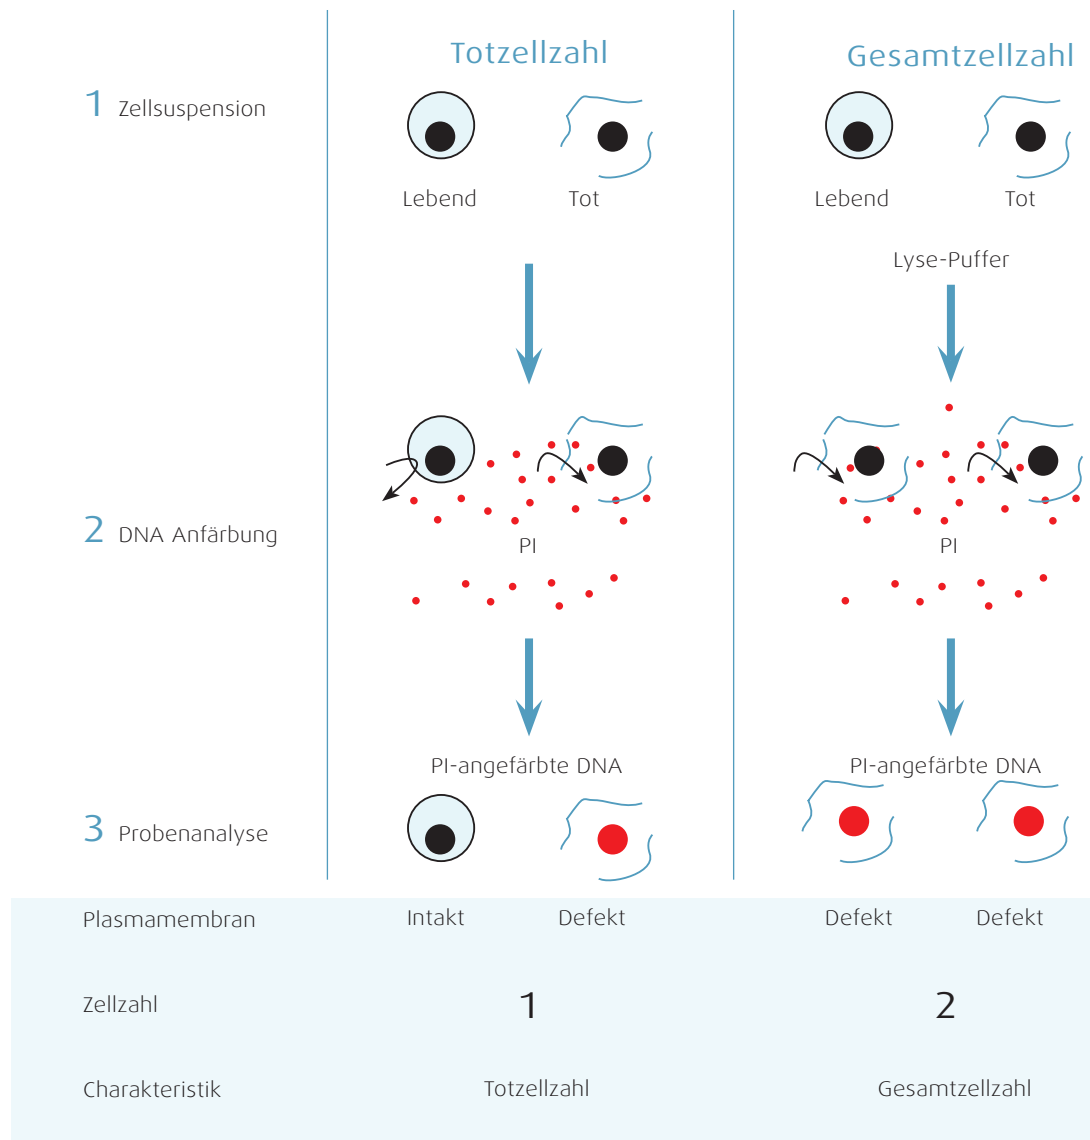 Totzellzahl
Gesamtzellzahl
1 Zellsuspension
Lebend Tot
Lebend Tot
Lyse-Puffer
2 DNA Anfärbung
PI
PI
PI-angefärbte DNA
PI-angefärbte DNA
3 Probenanalyse
Plasmamembran Intakt Defekt Defekt Defekt
Zellzahl 1 2
Charakteristik Totzellzahl Gesamtzellzahl